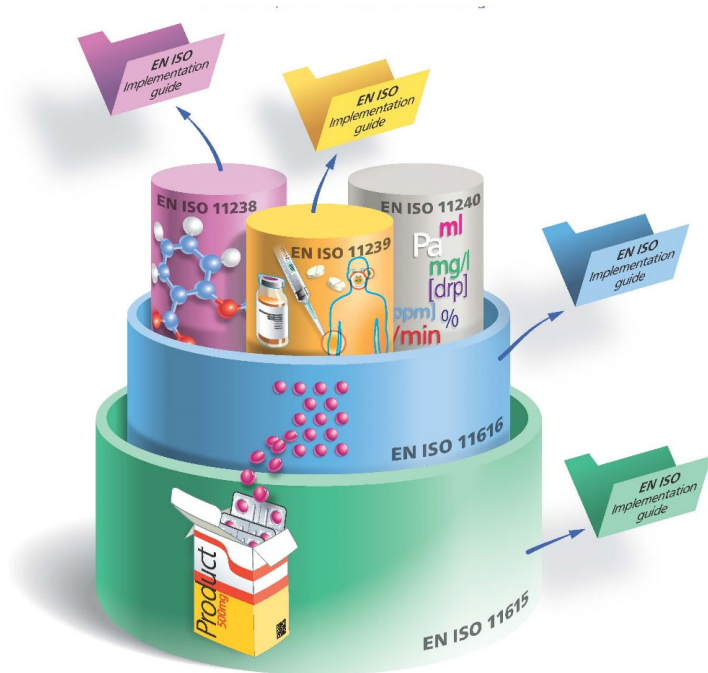 EN ISO
Implementation
guide
EN ISO
Implementation
guide
EN ISO 11238
EN ISO 11239
EN ISO 11240
ml
Pa
mg/l
[drp]
ppm]
%
/min
EN ISO
Implementation
guide
EN ISO 11616
EN ISO
Implementation
guide
Product
500mg
EN ISO 11615